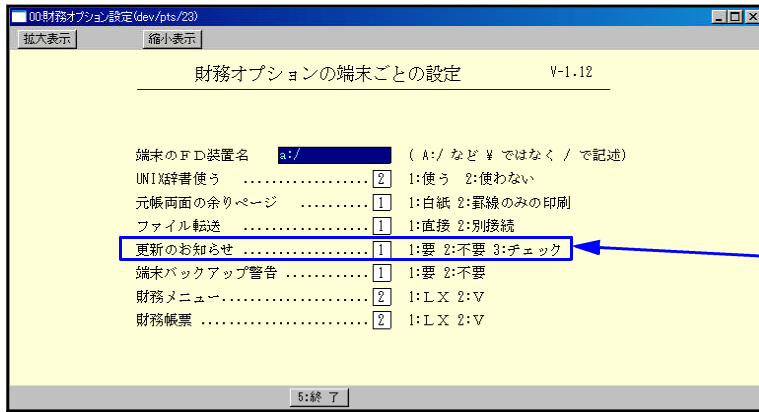 00:財務オプション設定(dev/pts/23)
拡大表示 縮小表示
財務オプションの端末ごとの設定 V-1.12
端末のFD装置名 a:/ ( A:/ など ¥ ではなく / で記述)
UNIX辞書使う .................. 2 1:使う 2:使わない
元帳両面の余りページ .......... 1 1:白紙 2:罫線のみの印刷
ファイル転送 .................. 1 1:直接 2:別接続
更新のお知らせ .................. 1 1:要 2:不要 3:チェック
端末バックアップ警告 ............ 1 1:要 2:不要
財務メニュー..................... 2 1:LX 2:V
財務帳票 ........................ 2 1:LX 2:V
5:終 了